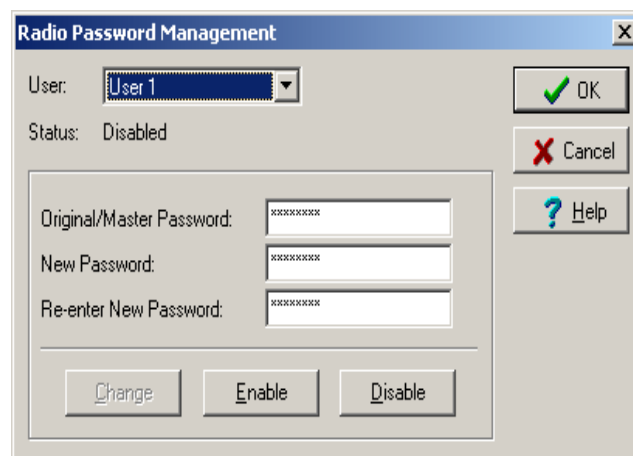 Radio Password Management
User: User 1
OK
Status: Disabled
Cancel
Original/Master Password: ********
Help
New Password: ********
Re-enter New Password: ********
Change Enable Disable